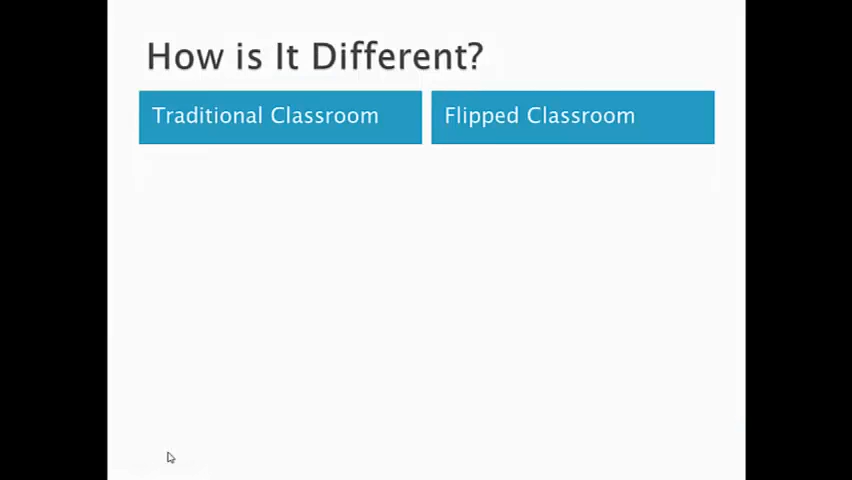 How is It Different?
Traditional Classroom
Flipped Classroom